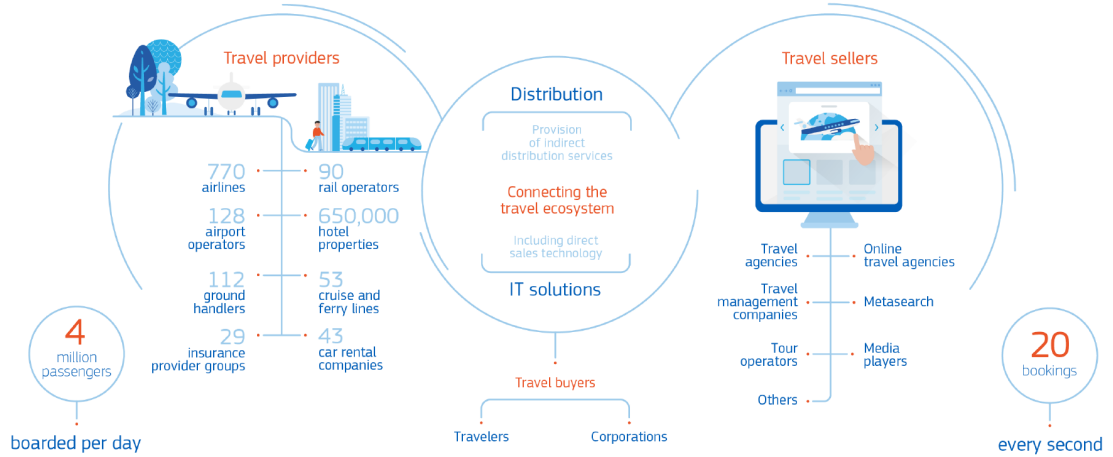 Travel providers
770
airlines
90
rail operators
128
airport
operators
650,000
hotel
properties
112
ground
handlers
53
cruise and
ferry lines
29
insurance
provider groups
43
car rental
companies
4
million
passengers
boarded per day
Distribution
Provision
of indirect
distribution services
Connecting the
travel ecosystem
Including direct
sales technology
IT solutions
Travel buyers
Travelers
Corporations
Travel sellers
Travel
agencies
Online
travel agencies
Travel
management
companies
Metasearch
Tour
operators
Media
players
Others
20
bookings
every second